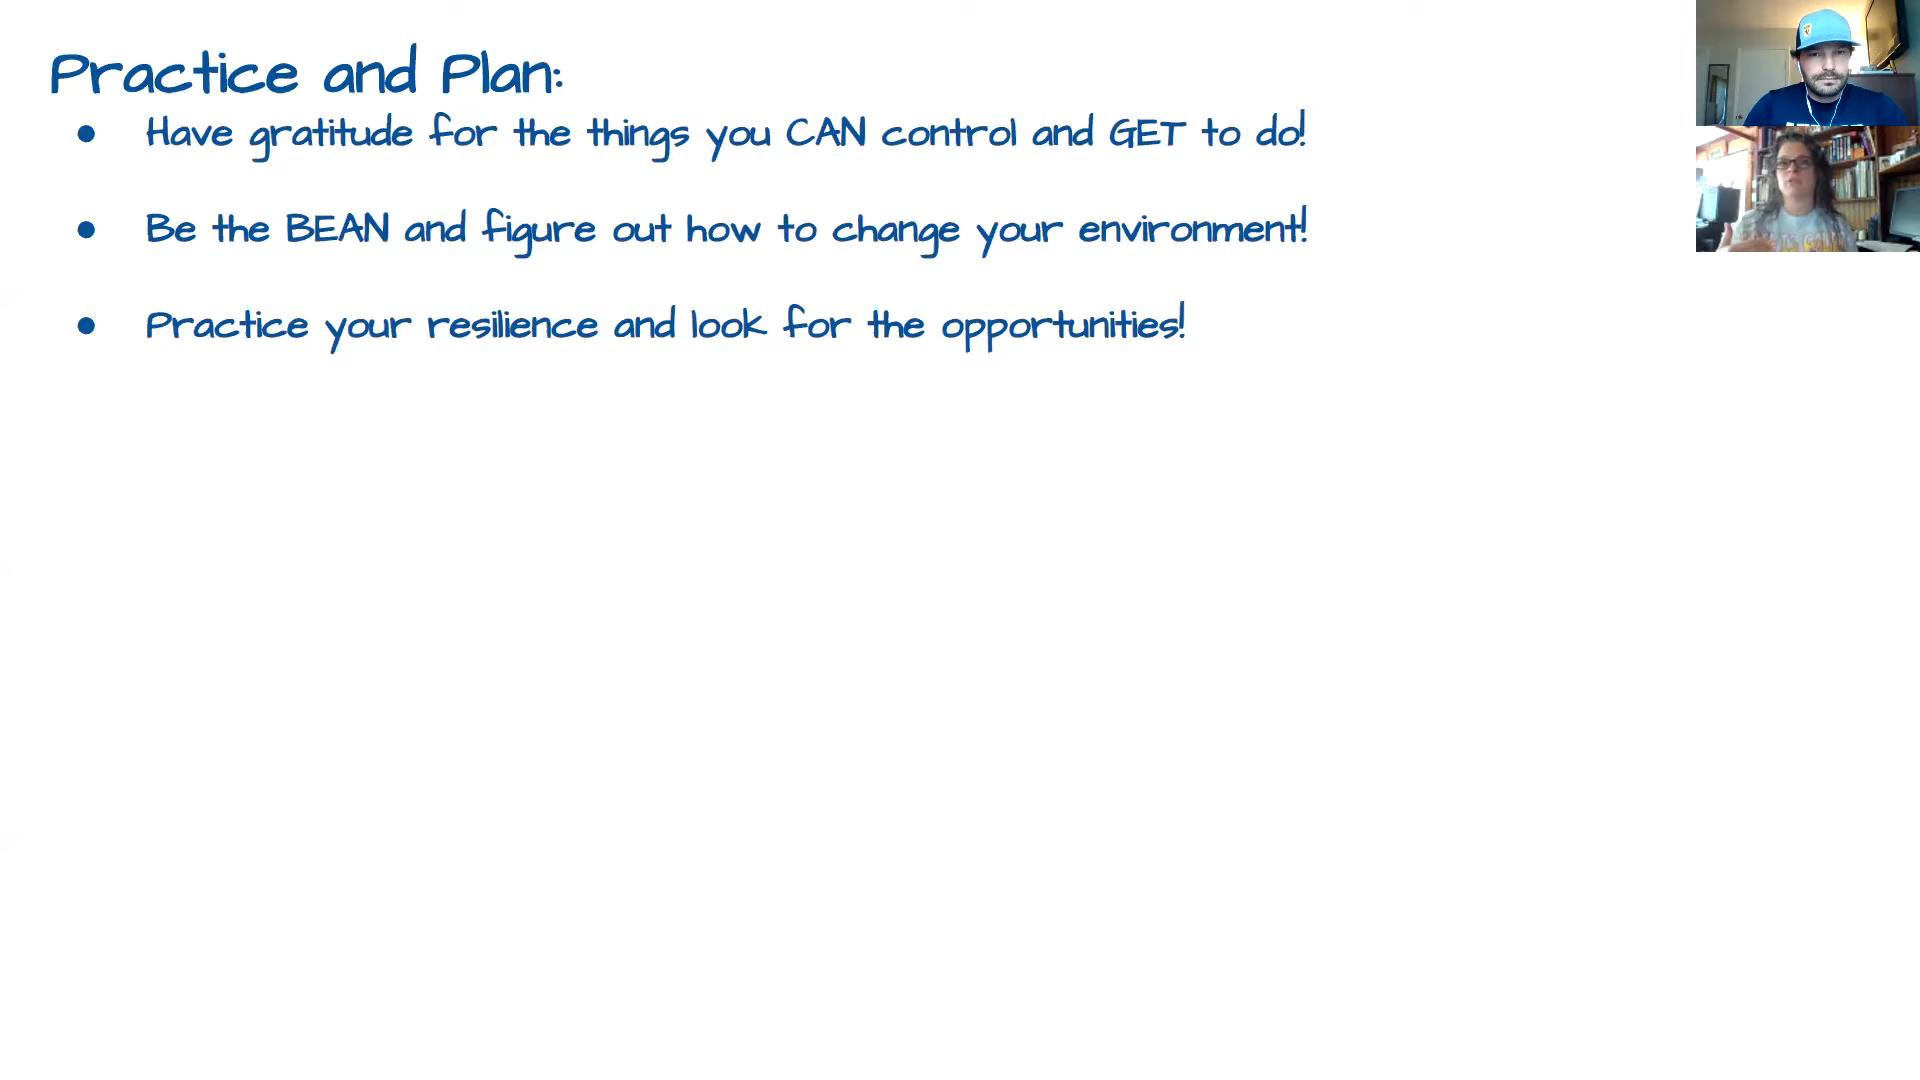 Practice and Plan:
● Have gratitude for the things you CAN control and GET to do!
● Be the BEAN and figure out how to change your environment!
● Practice your resilience and look for the opportunities!